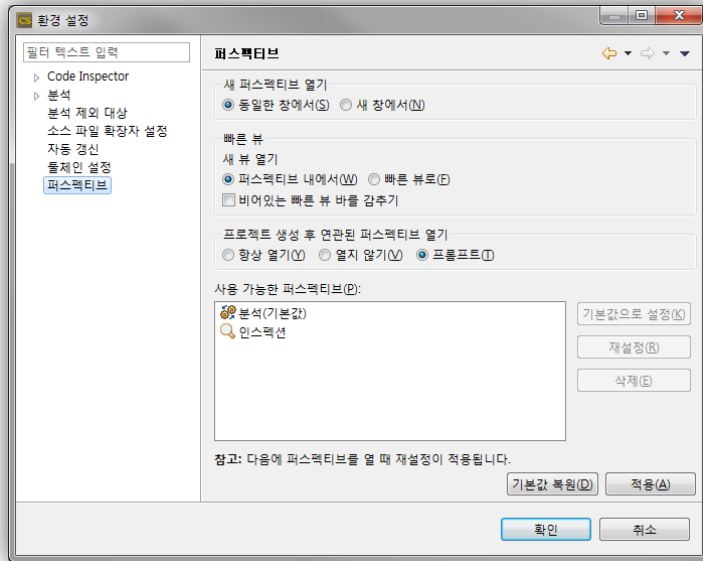 CS 환경 설정
필터 텍스트 입력
Code Inspector
분석
분석 제외 대상
소스 파일 확장자 설정
자동 갱신
툴체인 설정
퍼스펙티브
퍼스펙티브
새 퍼스펙티브 열기
동일한 창에서(S) 새 창에서(N)
빠른 뷰
새 뷰 열기
퍼스펙티브 내에서(W) 빠른 뷰로(F)
비어있는 빠른 뷰 바를 감추기
프로젝트 생성 후 연관된 퍼스펙티브 열기
항상 열기(Y) 열지 않기(V) 프롬프트(T)
사용 가능한 퍼스펙티브(P):
분석(기본값)
인스펙션
기본값으로 설정(K)
재설정(R)
삭제(E)
참고: 다음에 퍼스펙티브를 열 때 재설정이 적용됩니다.
기본값 복원(D) 적용(A)
확인 취소